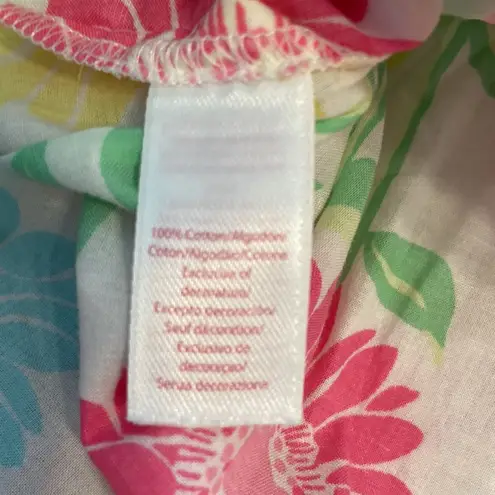 100% Cotton/Algodón/
Coton/Algodão/Cotone
Exclusive of
decoration/
Excepto decoración/
Sauf décoration/
Exclusivo de
decoração/
Senza decorazione